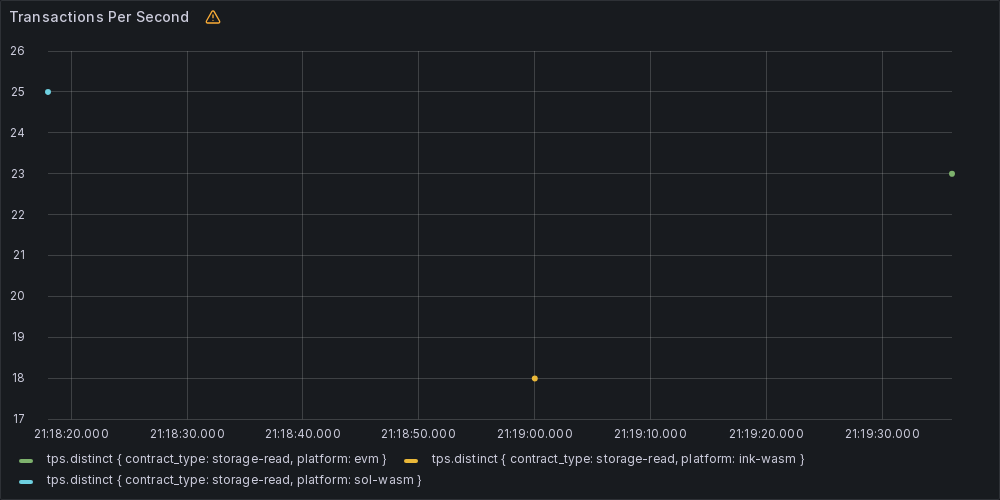 Transactions Per Second
26
25
24
23
22
21
20
19
18
17
21:18:20.000 21:18:30.000 21:18:40.000 21:18:50.000 21:19:00.000 21:19:10.000 21:19:20.000 21:19:30.000
tps.distinct { contract_type: storage-read, platform: evm } tps.distinct { contract_type: storage-read, platform: ink-wasm }
tps.distinct { contract_type: storage-read, platform: sol-wasm }